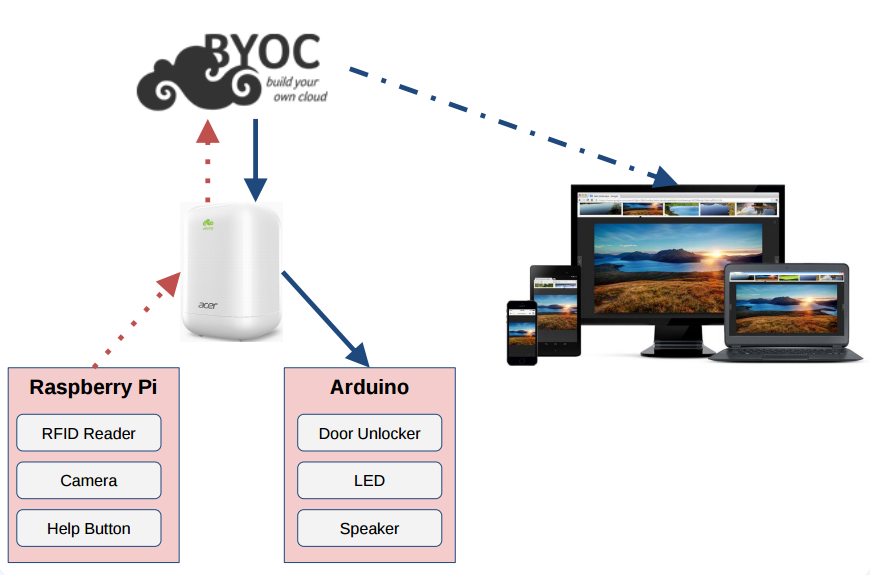 BYOC
build your
own cloud
acer
Raspberry Pi
RFID Reader
Camera
Help Button
Arduino
Door Unlocker
LED
Speaker